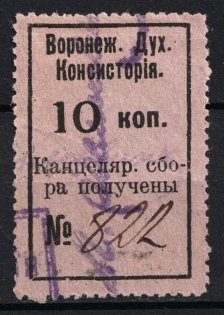 Воронеж. Дух.
Консисторія.
10 коп.
Канцеляр. сбо-
ра получены
№ 822